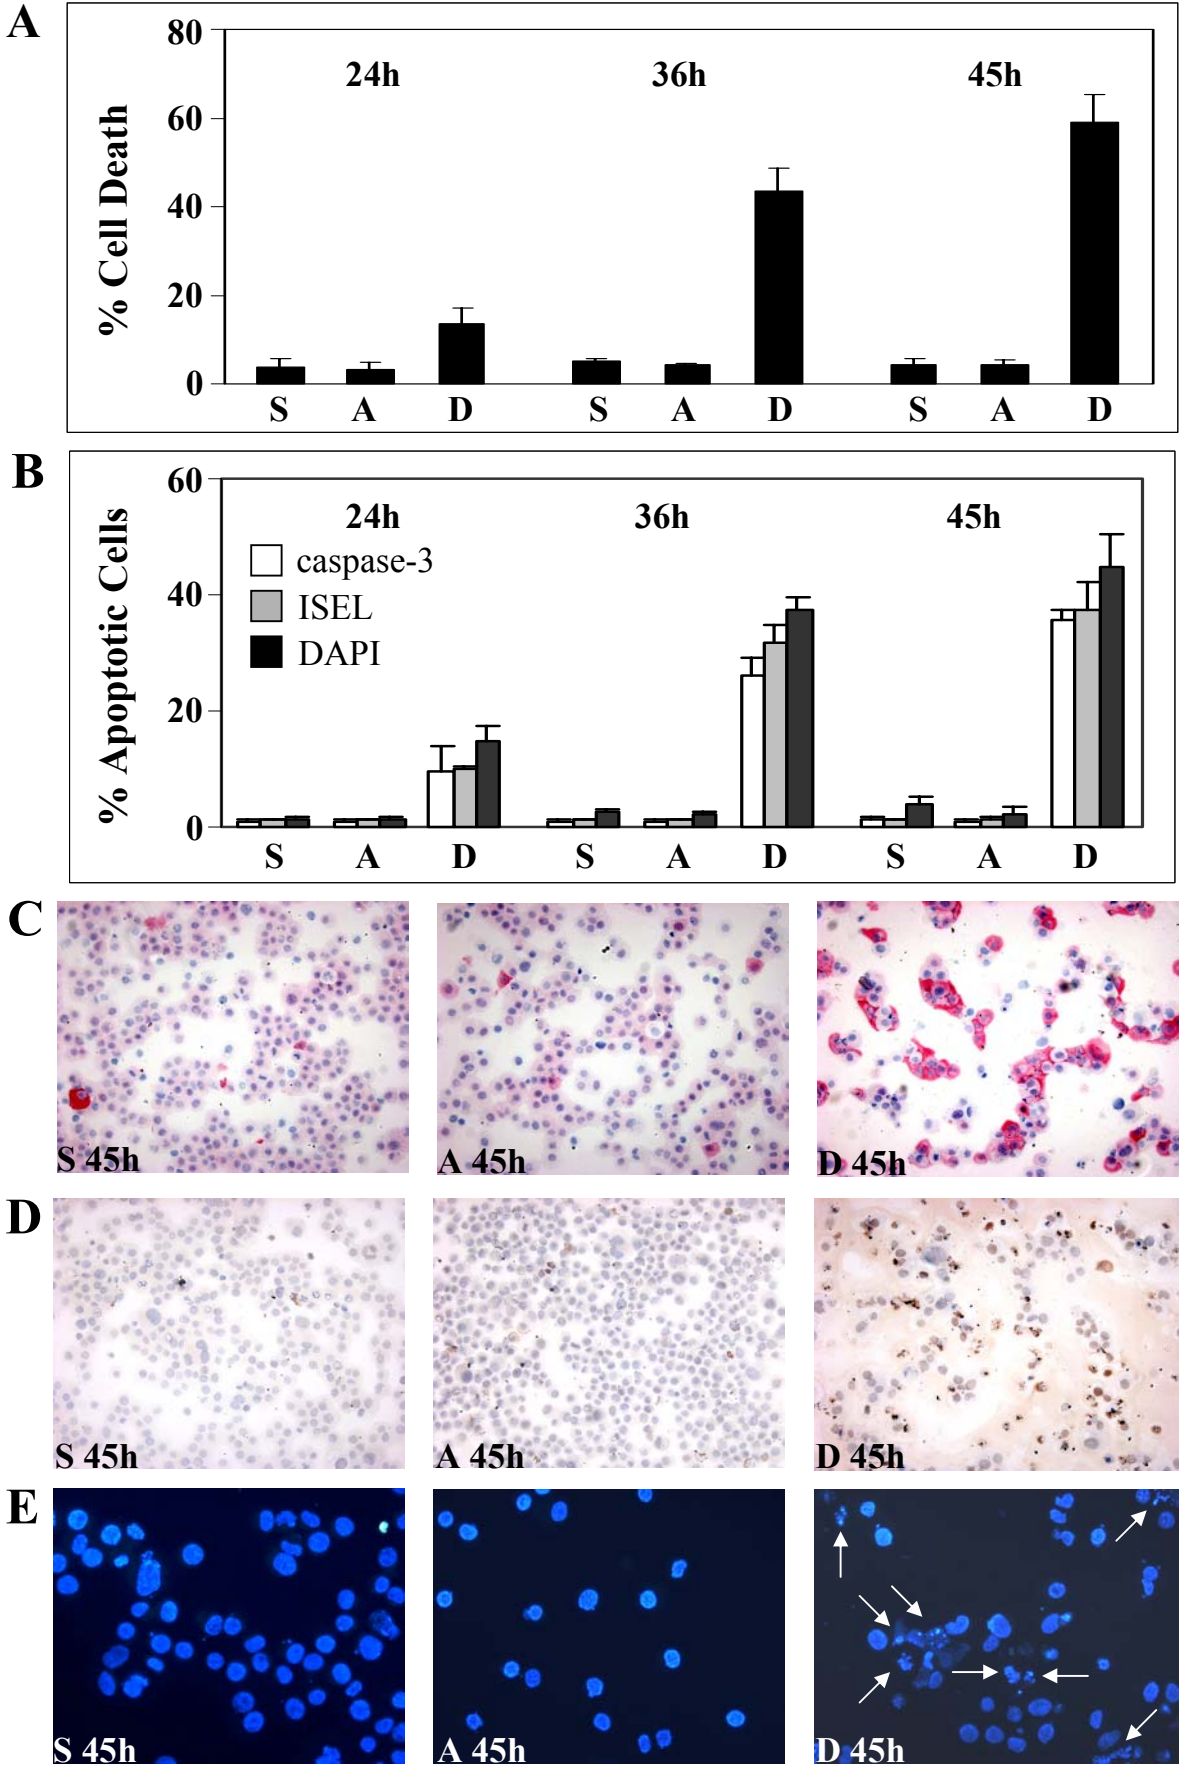 A
80
60
40
20
0
% Cell Death
24h 36h 45h
S A D S A D S A D
B
60
40
20
0
% Apoptotic Cells
24h 36h 45h
caspase-3
ISEL
DAPI
S A D S A D S A D
C
S 45h A 45h D 45h
D
S 45h A 45h D 45h
E
S 45h A 45h D 45h